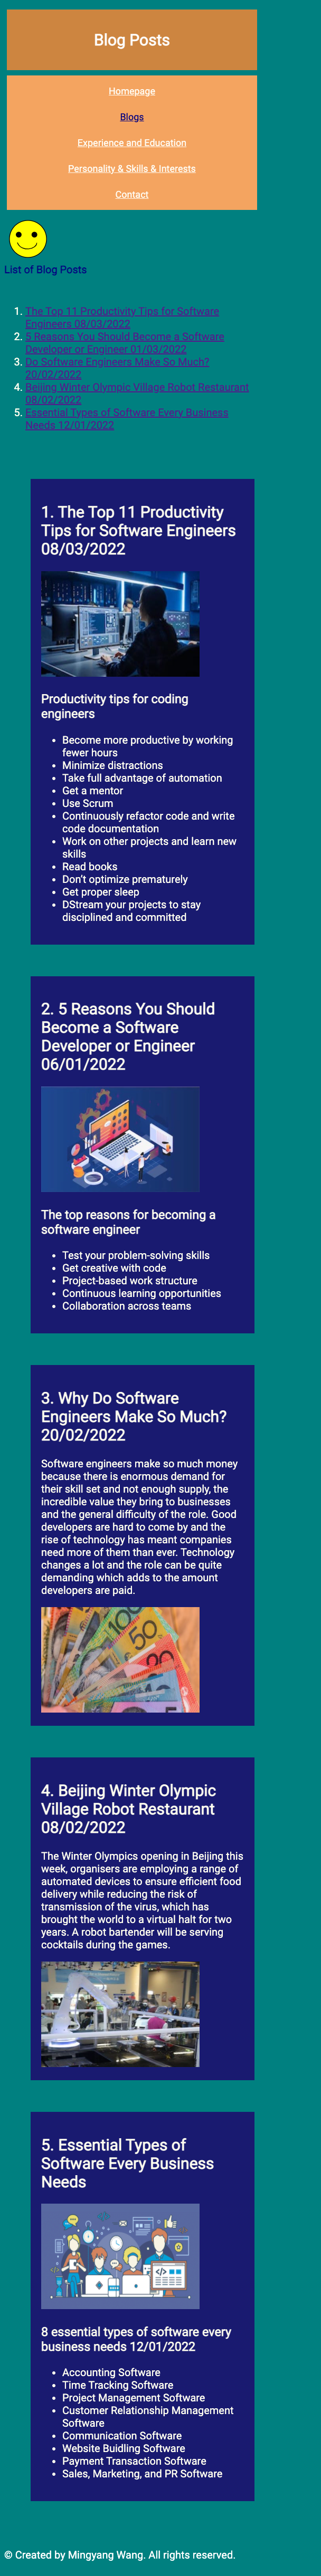 Blog Posts
Homepage
Blogs
Experience and Education
Personality & Skills & Interests
Contact
List of Blog Posts
1. The Top 11 Productivity Tips for Software
Engineers 08/03/2022
2. 5 Reasons You Should Become a Software
Developer or Engineer 01/03/2022
3. Do Software Engineers Make So Much?
20/02/2022
4. Beijing Winter Olympic Village Robot Restaurant
08/02/2022
5. Essential Types of Software Every Business
Needs 12/01/2022
1. The Top 11 Productivity
Tips for Software Engineers
08/03/2022
Productivity tips for coding
engineers
• Become more productive by working
fewer hours
• Minimize distractions
• Take full advantage of automation
• Get a mentor
• Use Scrum
• Continuously refactor code and write
code documentation
• Work on other projects and learn new
skills
• Read books
• Don't optimize prematurely
• Get proper sleep
• DStream your projects to stay
disciplined and committed
2. 5 Reasons You Should
Become a Software
Developer or Engineer
06/01/2022
The top reasons for becoming a
software engineer
• Test your problem-solving skills
• Get creative with code
• Project-based work structure
• Continuous learning opportunities
• Collaboration across teams
3. Why Do Software
Engineers Make So Much?
20/02/2022
Software engineers make so much money
because there is enormous demand for
their skill set and not enough supply, the
incredible value they bring to businesses
and the general difficulty of the role. Good
developers are hard to come by and the
rise of technology has meant companies
need more of them than ever. Technology
changes a lot and the role can be quite
demanding which adds to the amount
developers are paid.
4. Beijing Winter Olympic
Village Robot Restaurant
08/02/2022
The Winter Olympics opening in Beijing this
week, organisers are employing a range of
automated devices to ensure efficient food
delivery while reducing the risk of
transmission of the virus, which has
brought the world to a virtual halt for two
years. A robot bartender will be serving
cocktails during the games.
5. Essential Types of
Software Every Business
Needs
8 essential types of software every
business needs 12/01/2022
• Accounting Software
• Time Tracking Software
• Project Management Software
• Customer Relationship Management
Software
• Communication Software
• Website Buidling Software
• Payment Transaction Software
• Sales, Marketing, and PR Software
© Created by Mingyang Wang. All rights reserved.